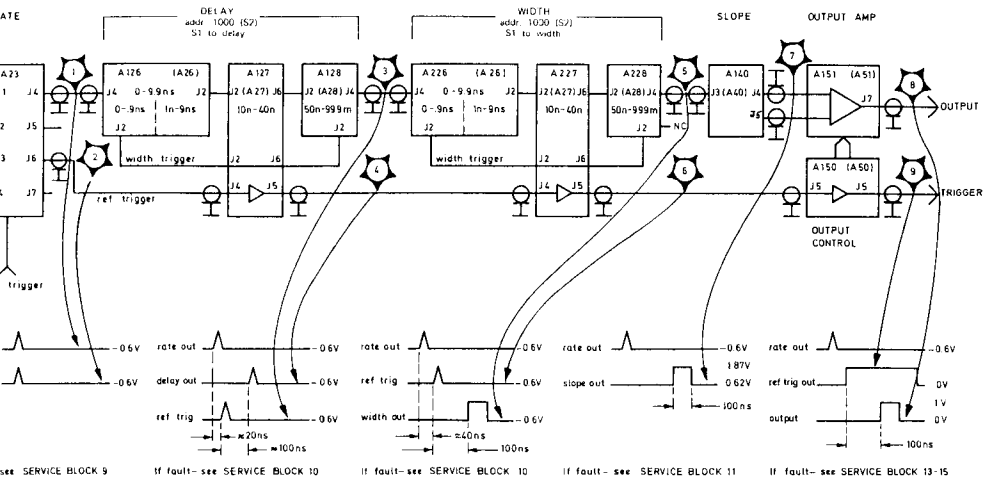 ATE
DELAY
addr. 1000 (S2)
S1 to delay
WIDTH
addr. 1000 (S2)
S1 to width
SLOPE
OUTPUT AMP
A23
J4
J5
3 J6
J7
1
2
A126 (A26)
J4 0-9.9ns J2
0-.9ns 1n-9ns
J2
width trigger
A127
J2 (A27) J6
10n-40n
J2 J6
J4 J5
A128
J2 (A28) J4
50n-999m
J2
3
4
A226 (A26)
J4 0-9.9ns J2
0-.9ns 1n-9ns
J2
width trigger
A227
J2 (A27) J6
10n-40n
J2 J6
J4 J5
A228
J2 (A28) J4
50n-999m
J2
NC
5
6
A140
J3 (A40) J4
J5
7
A151 (A51)
J7
8
OUTPUT
A150 (A50)
J5 J5
9
TRIGGER
OUTPUT
CONTROL
ref trigger
trigger
-0.6V
-0.6V
rate out -0.6V
delay out -0.6V
ref trig -0.6V
≈20ns
≈100ns
rate out -0.6V
ref trig -0.6V
width out -0.6V
≈40ns
100ns
rate out -0.6V
1.87V
slope out 0.62V
100ns
rate out -0.6V
ref trig out 0V
1V
output 0V
100ns
see SERVICE BLOCK 9
If fault- see SERVICE BLOCK 10
If fault- see SERVICE BLOCK 10
If fault- see SERVICE BLOCK 11
If fault- see SERVICE BLOCK 13-15